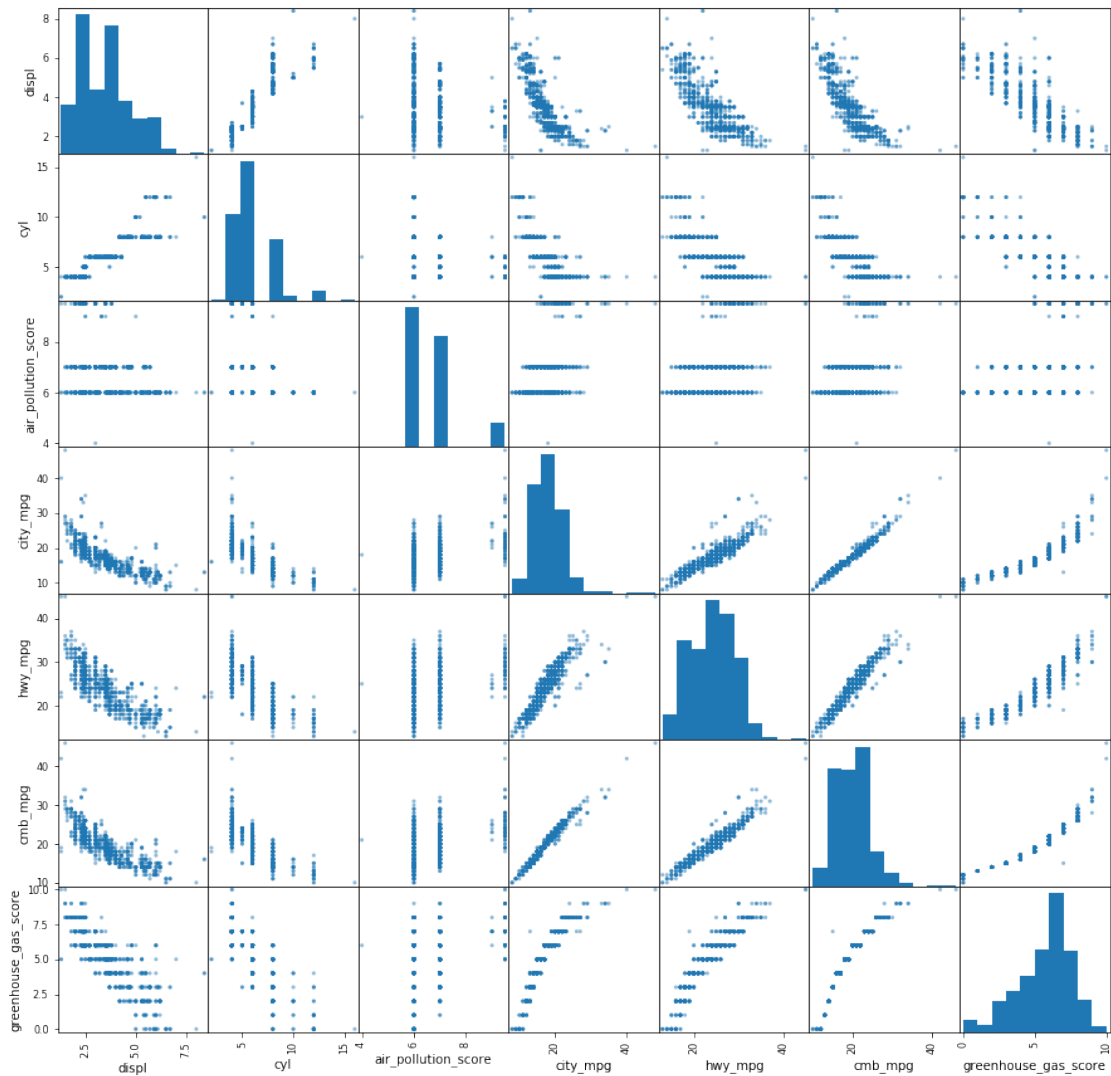 8
6
4
2
displ
15
10
5
cyl
8
6
4
air_pollution_score
40
30
20
10
city_mpg
40
30
20
hwy_mpg
40
30
20
10
cmb_mpg
10.0
7.5
5.0
2.5
0.0
greenhouse_gas_score
2.5 5.0 7.5 5 10 15 4 6 8 20 40 20 40 20 40 0 5 10
displ cyl air_pollution_score city_mpg hwy_mpg cmb_mpg greenhouse_gas_score